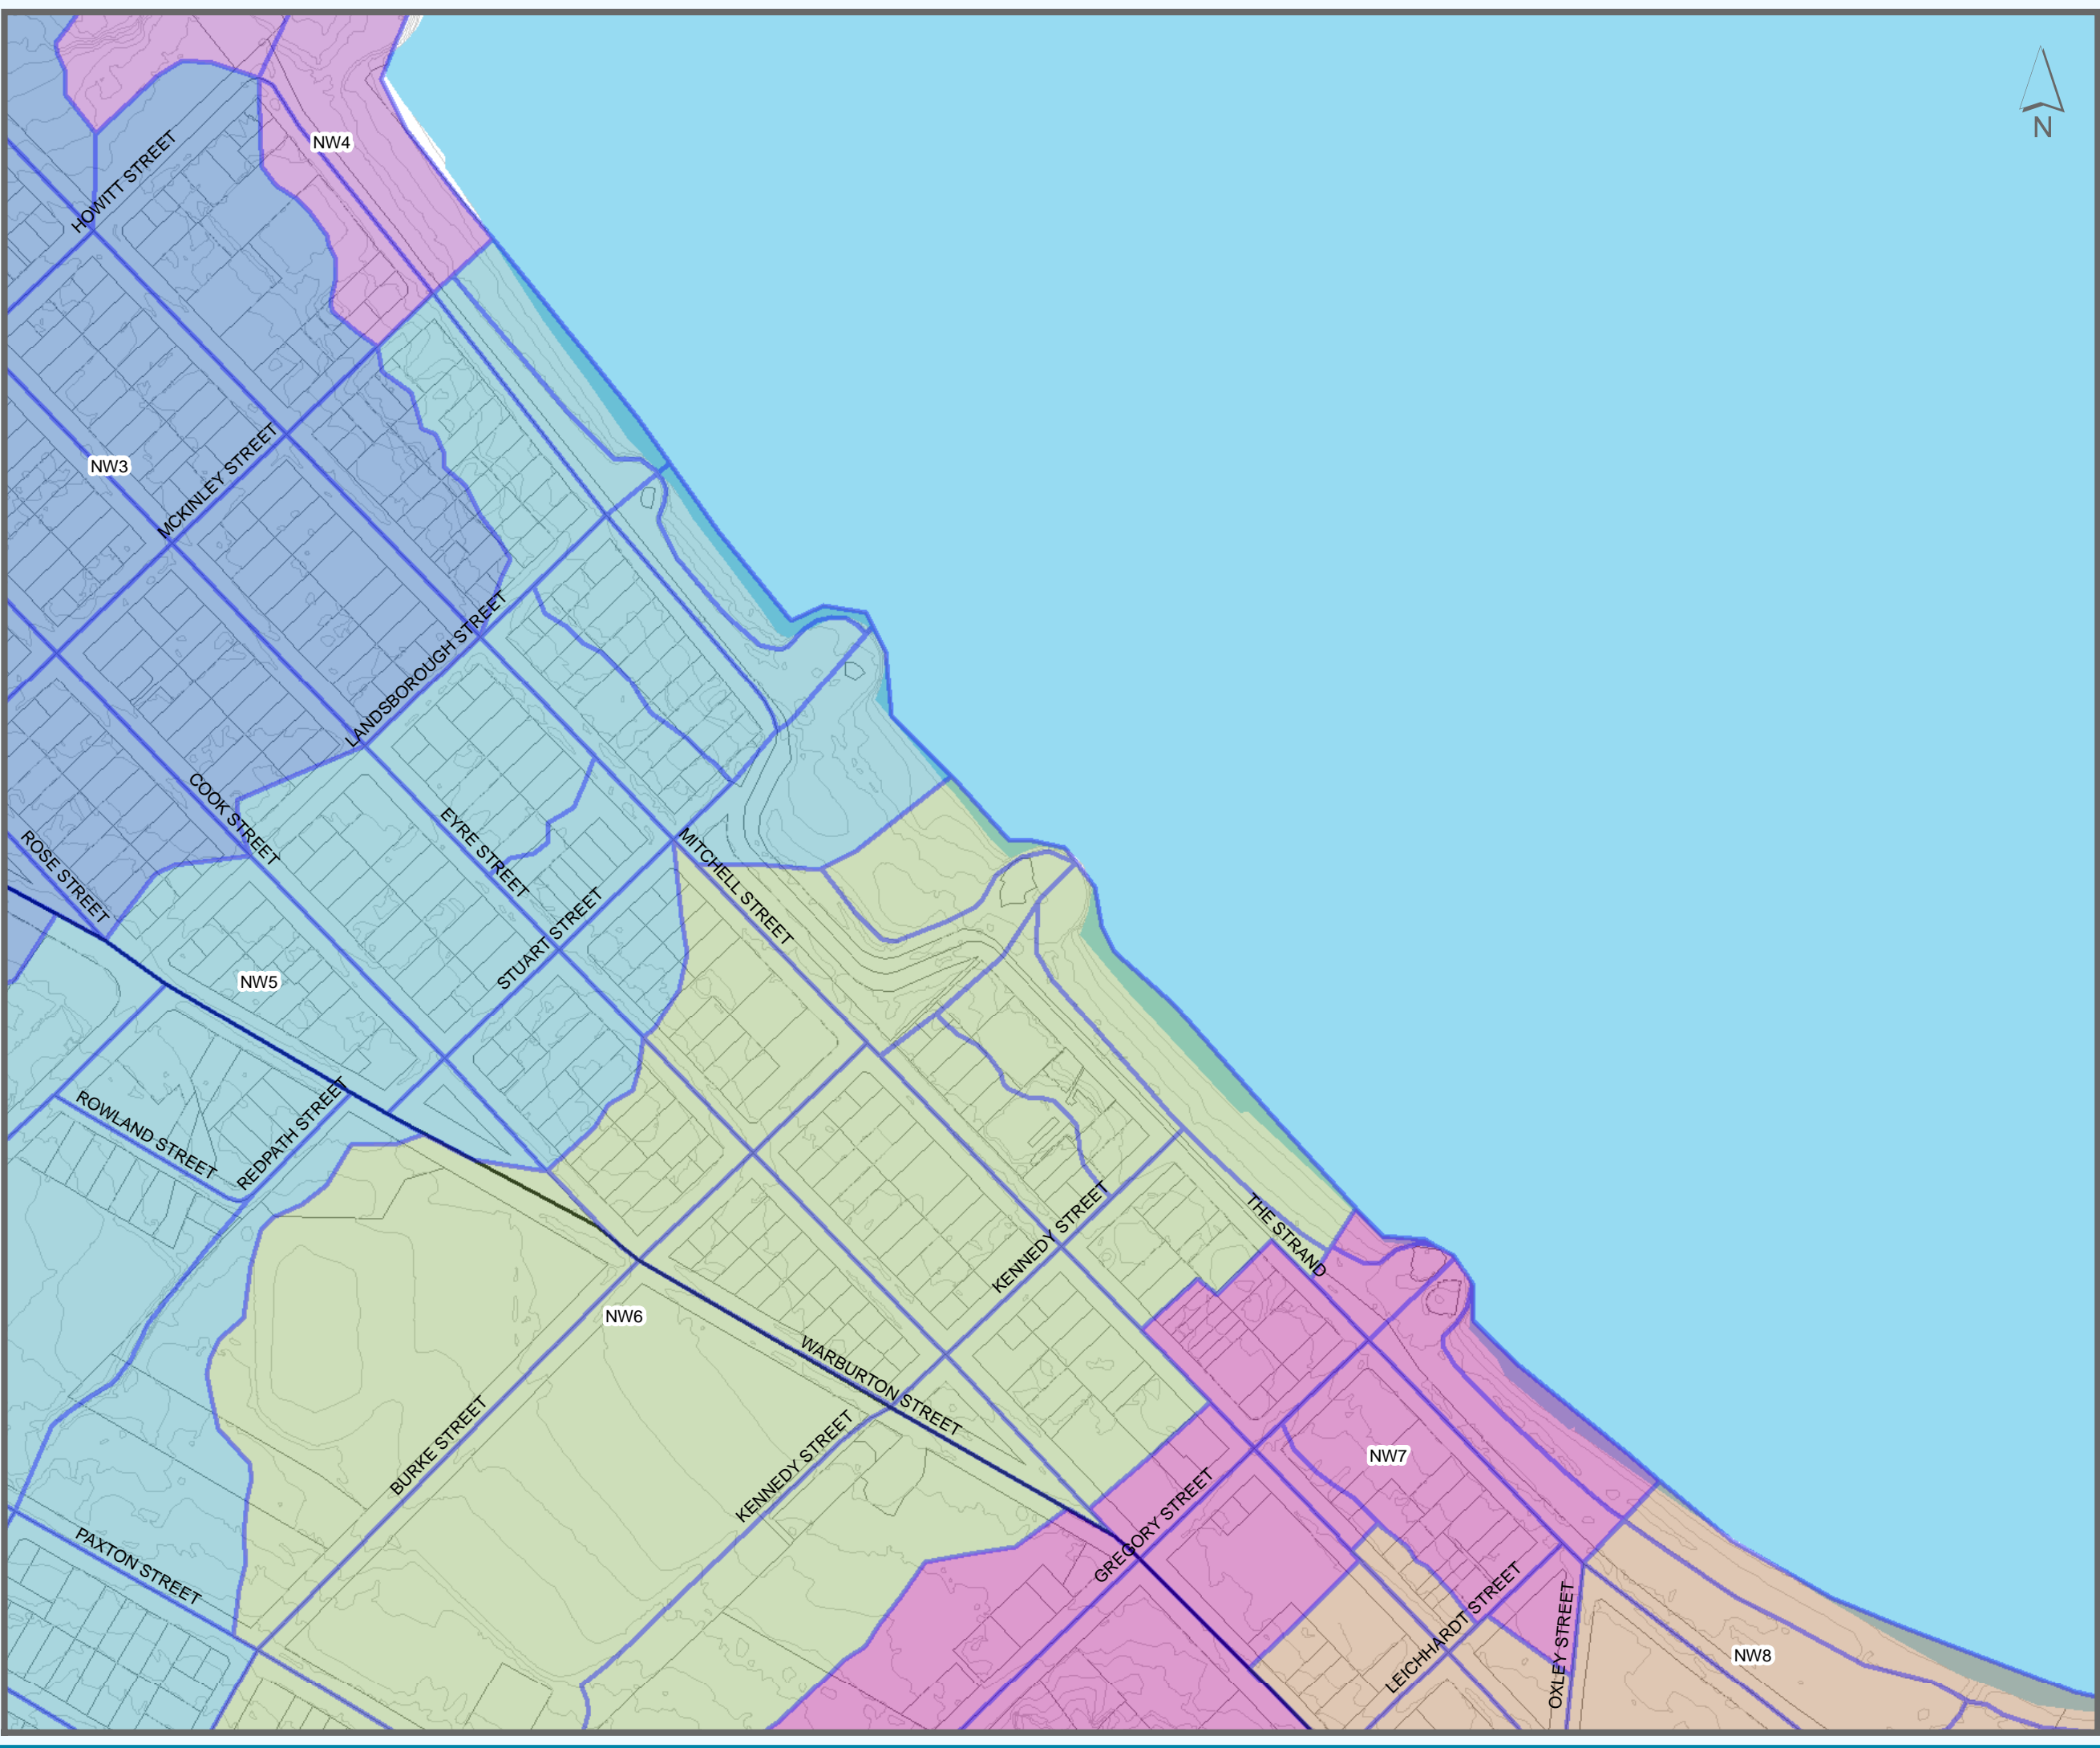 N
NW4
HOWITT STREET
NW3
MCKINLEY STREET
LANDSBOROUGH STREET
COOK STREET
EYRE STREET
MITCHELL STREET
ROSE STREET
STUART STREET
NW5
ROWLAND STREET
REDPATH STREET
KENNEDY STREET
THE STRAND
NW6
WARBURTON STREET
BURKE STREET
KENNEDY STREET
NW7
GREGORY STREET
PAXTON STREET
LEICHHARDT STREET
OXLEY STREET
NW8